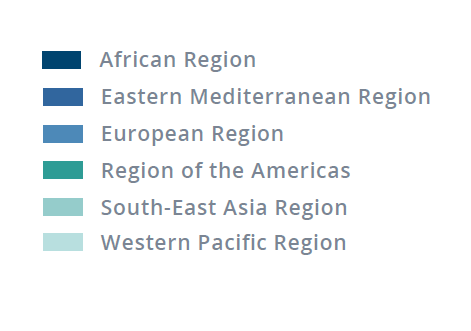 African Region
Eastern Mediterranean Region
European Region
Region of the Americas
South-East Asia Region
Western Pacific Region